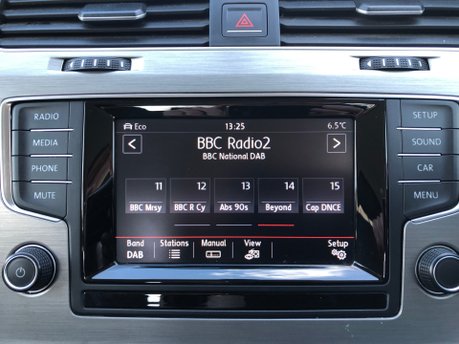 RADIO
MEDIA
PHONE
MUTE
Eco 13:25 6.5°C
BBC Radio2
BBC National DAB
11 12 13 14 15
BBC Mrsy BBC R Cy Abs 90s Beyond Cap DNCE
Band Stations Manual View Setup
DAB
SETUP
SOUND
CAR
MENU